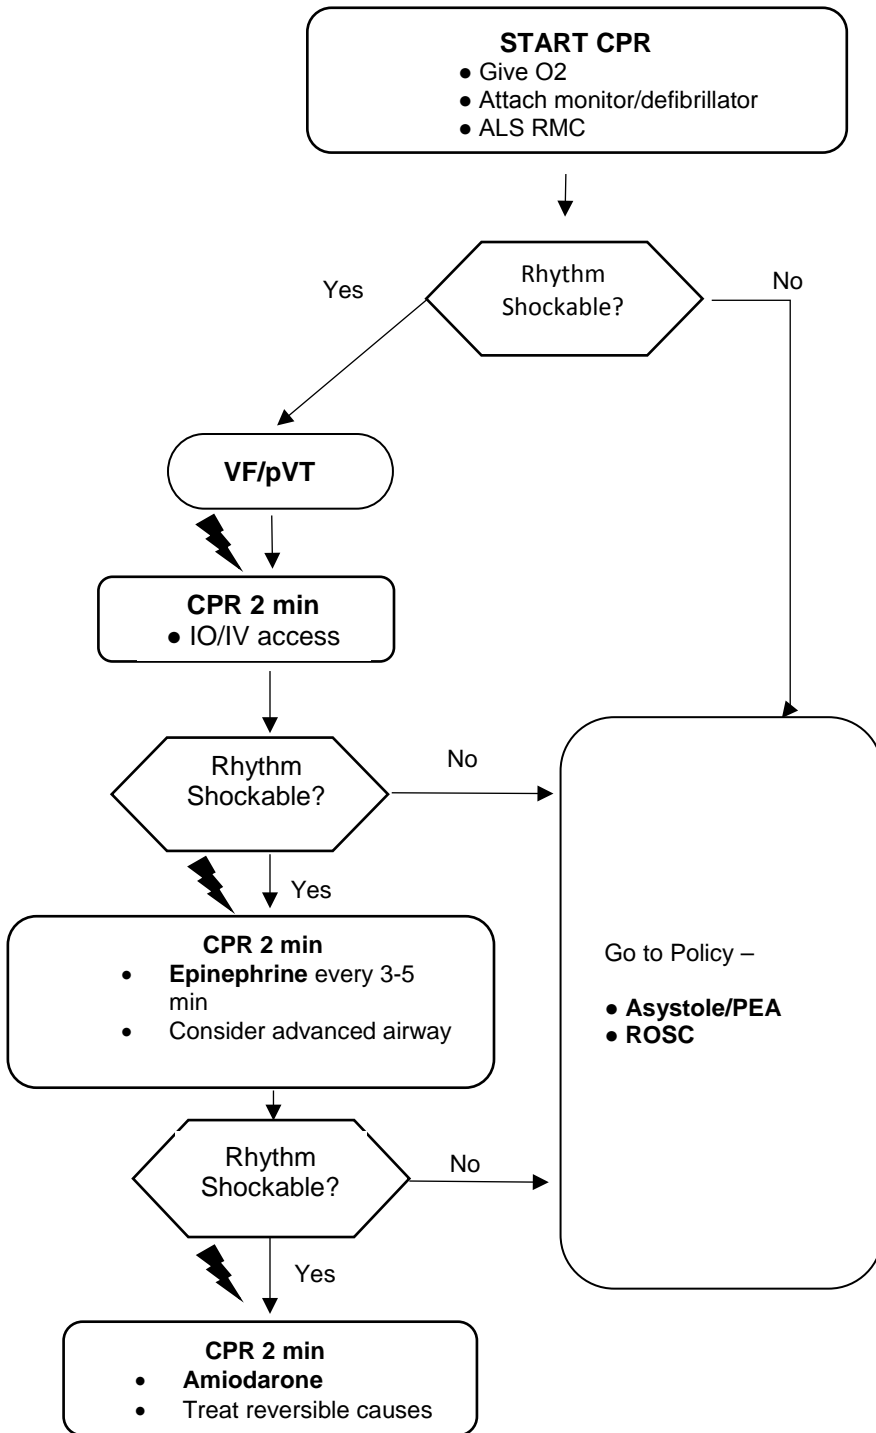 START CPR
● Give O2
● Attach monitor/defibrillator
● ALS RMC
Rhythm
Shockable?
Yes
No
VF/pVT
CPR 2 min
● IO/IV access
Rhythm
Shockable?
No
Yes
CPR 2 min
● Epinephrine every 3-5
min
● Consider advanced airway
Go to Policy –
● Asystole/PEA
● ROSC
Rhythm
Shockable?
No
Yes
CPR 2 min
● Amiodarone
● Treat reversible causes